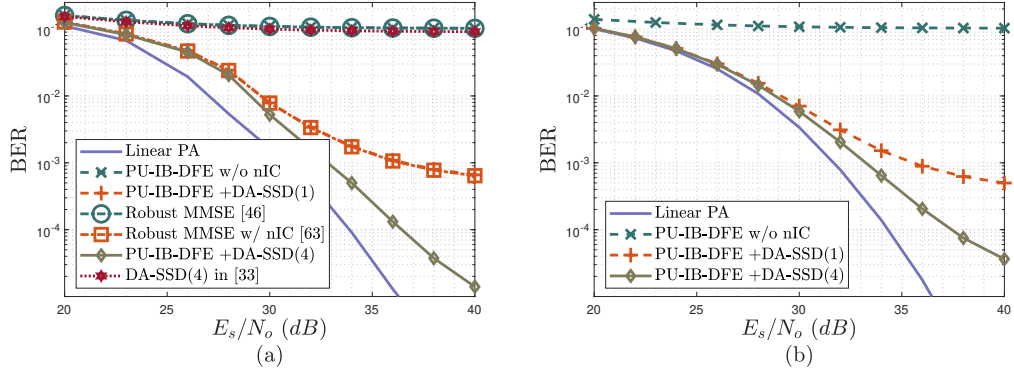 BER
10^-1
10^-2
10^-3
10^-4
Linear PA
PU-IB-DFE w/o nIC
PU-IB-DFE +DA-SSD(1)
Robust MMSE [46]
Robust MMSE w/ nIC [63]
PU-IB-DFE +DA-SSD(4)
DA-SSD(4) in [33]
20 25 30 35 40
E_s/N_o (dB)
(a)
BER
10^-1
10^-2
10^-3
10^-4
Linear PA
PU-IB-DFE w/o nIC
PU-IB-DFE +DA-SSD(1)
PU-IB-DFE +DA-SSD(4)
20 25 30 35 40
E_s/N_o (dB)
(b)